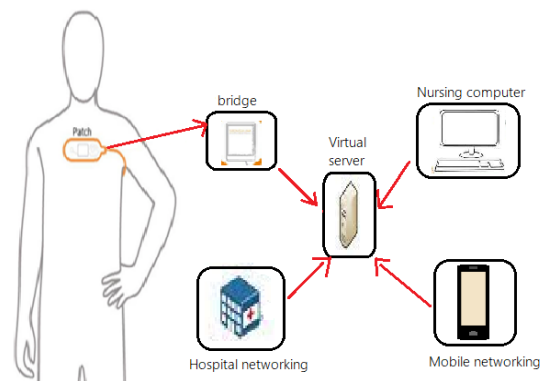 Patch
bridge
Virtual
server
Nursing computer
Hospital networking
Mobile networking